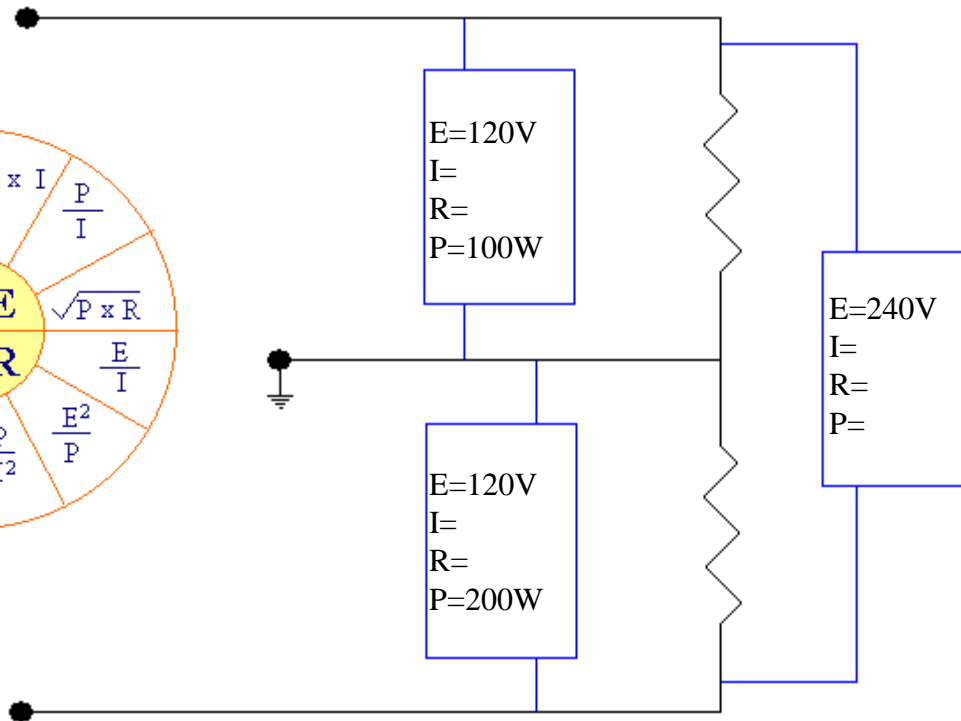 E=120V
I=
R=
P=100W
x I
P
I
√P x R
E
R
E
I
E²
P
E=240V
I=
R=
P=
E=120V
I=
R=
P=200W